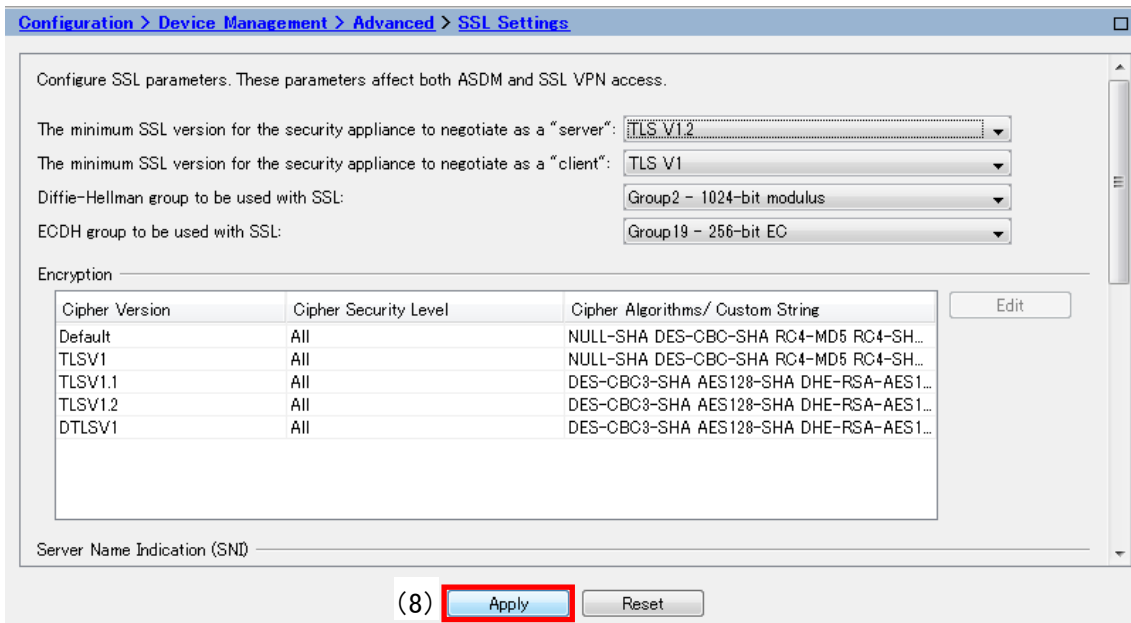 Configuration > Device Management > Advanced > SSL Settings
Configure SSL parameters. These parameters affect both ASDM and SSL VPN access.
The minimum SSL version for the security appliance to negotiate as a "server": TLS V1.2
The minimum SSL version for the security appliance to negotiate as a "client": TLS V1
Diffie-Hellman group to be used with SSL: Group2 - 1024-bit modulus
ECDH group to be used with SSL: Group19 - 256-bit EC
Encryption
Cipher Version Cipher Security Level Cipher Algorithms/ Custom String Edit
Default All NULL-SHA DES-CBC-SHA RC4-MD5 RC4-SH...
TLSV1 All NULL-SHA DES-CBC-SHA RC4-MD5 RC4-SH...
TLSV1.1 All DES-CBC3-SHA AES128-SHA DHE-RSA-AES1...
TLSV1.2 All DES-CBC3-SHA AES128-SHA DHE-RSA-AES1...
DTLSV1 All DES-CBC3-SHA AES128-SHA DHE-RSA-AES1...
Server Name Indication (SNI)
(8) Apply Reset